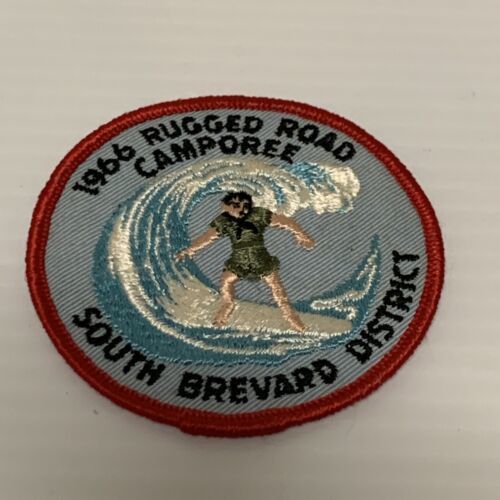 1966 RUGGED ROAD
CAMPOREE
SOUTH BREVARD DISTRICT